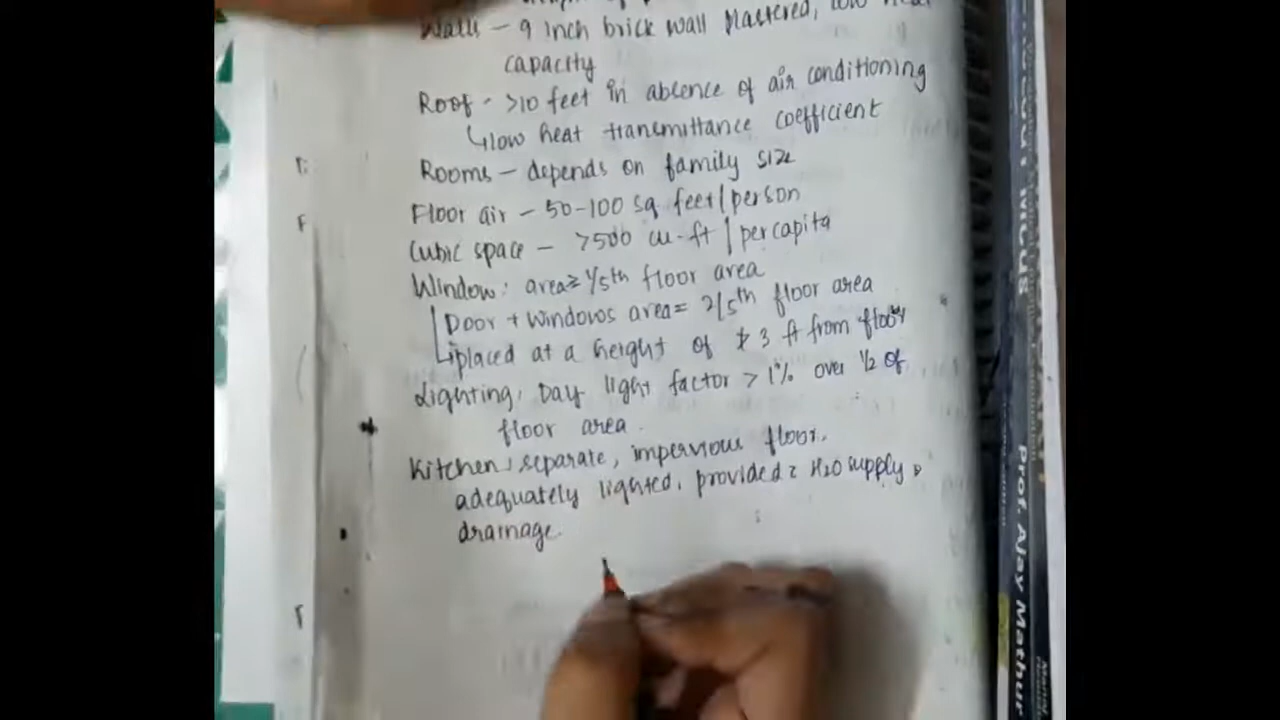 Walls – 9 inch brick wall plastered, low heat
capacity
Roof - >10 feet in absence of air conditioning
↳low heat transmittance coefficient
Rooms – depends on family size
Floor air – 50-100 sq feet/person
Cubic space – >500 cu-ft/percapita
Window: area≥ 1/5th floor area
Door + Windows area= 2/5th floor area
placed at a height of 3 ft from floor
Lighting: Day light factor > 1% over 1/2 of
floor area.
Kitchen: separate, impervious floor,
adequately lighted, provided c̄ H2O supply &
drainage
MICROS
Prof. Ajay Mathur